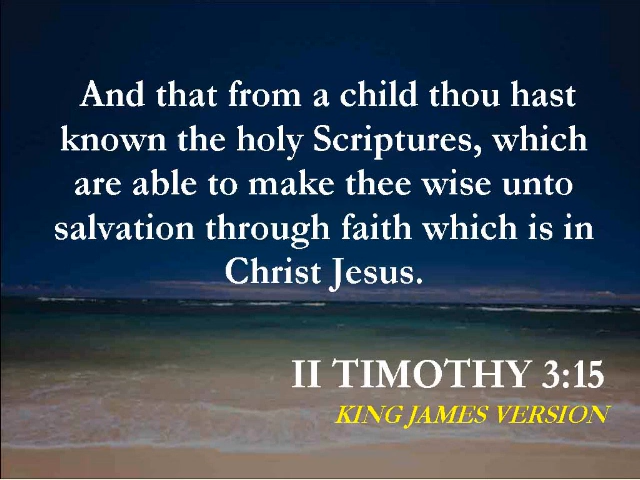 And that from a child thou hast
known the holy Scriptures, which
are able to make thee wise unto
salvation through faith which is in
Christ Jesus.
II TIMOTHY 3:15
KING JAMES VERSION